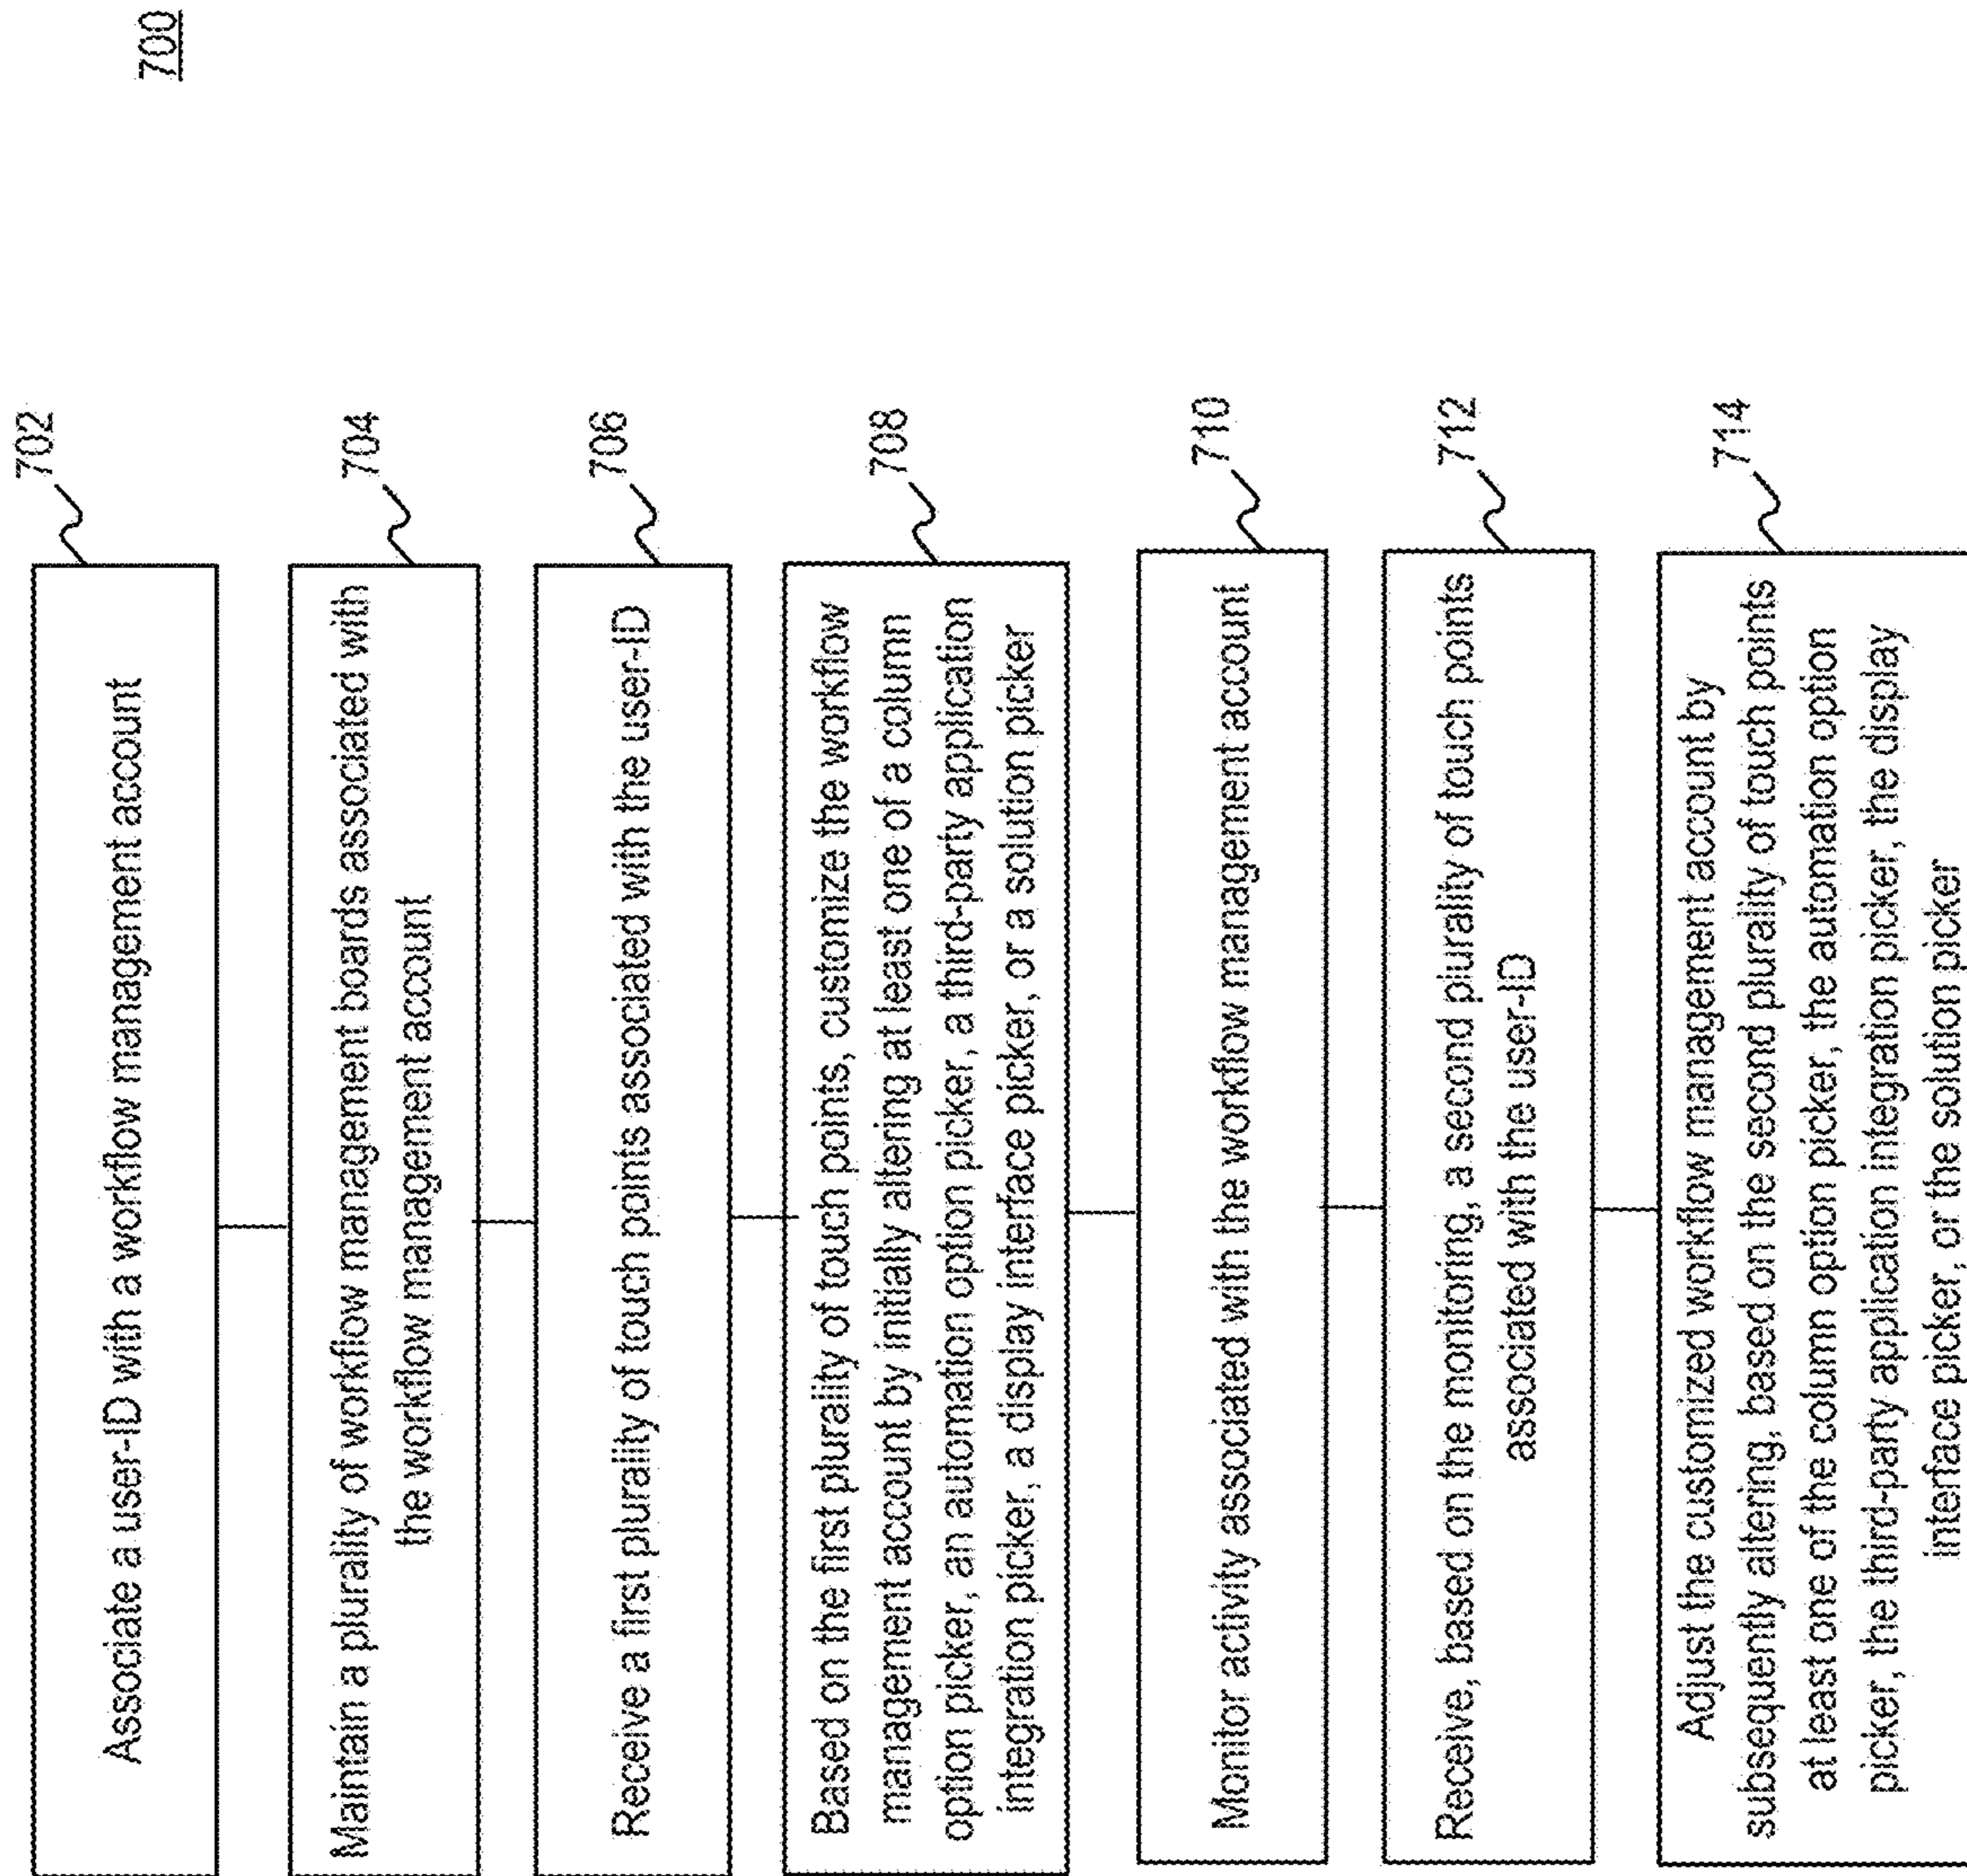 700
702
Associate a user-ID with a workflow management account
704
Maintain a plurality of workflow management boards associated with
the workflow management account
706
Receive a first plurality of touch points associated with the user-ID
708
Based on the first plurality of touch points, customize the workflow
management account by initially altering at least one of a column
option picker, an automation option picker, a third-party application
integration picker, a display interface picker, or a solution picker
710
Monitor activity associated with the workflow management account
712
Receive, based on the monitoring, a second plurality of touch points
associated with the user-ID
714
Adjust the customized workflow management account by
subsequently altering, based on the second plurality of touch points
at least one of the column option picker, the automation option
picker, the third-party application integration picker, the display
interface picker, or the solution picker